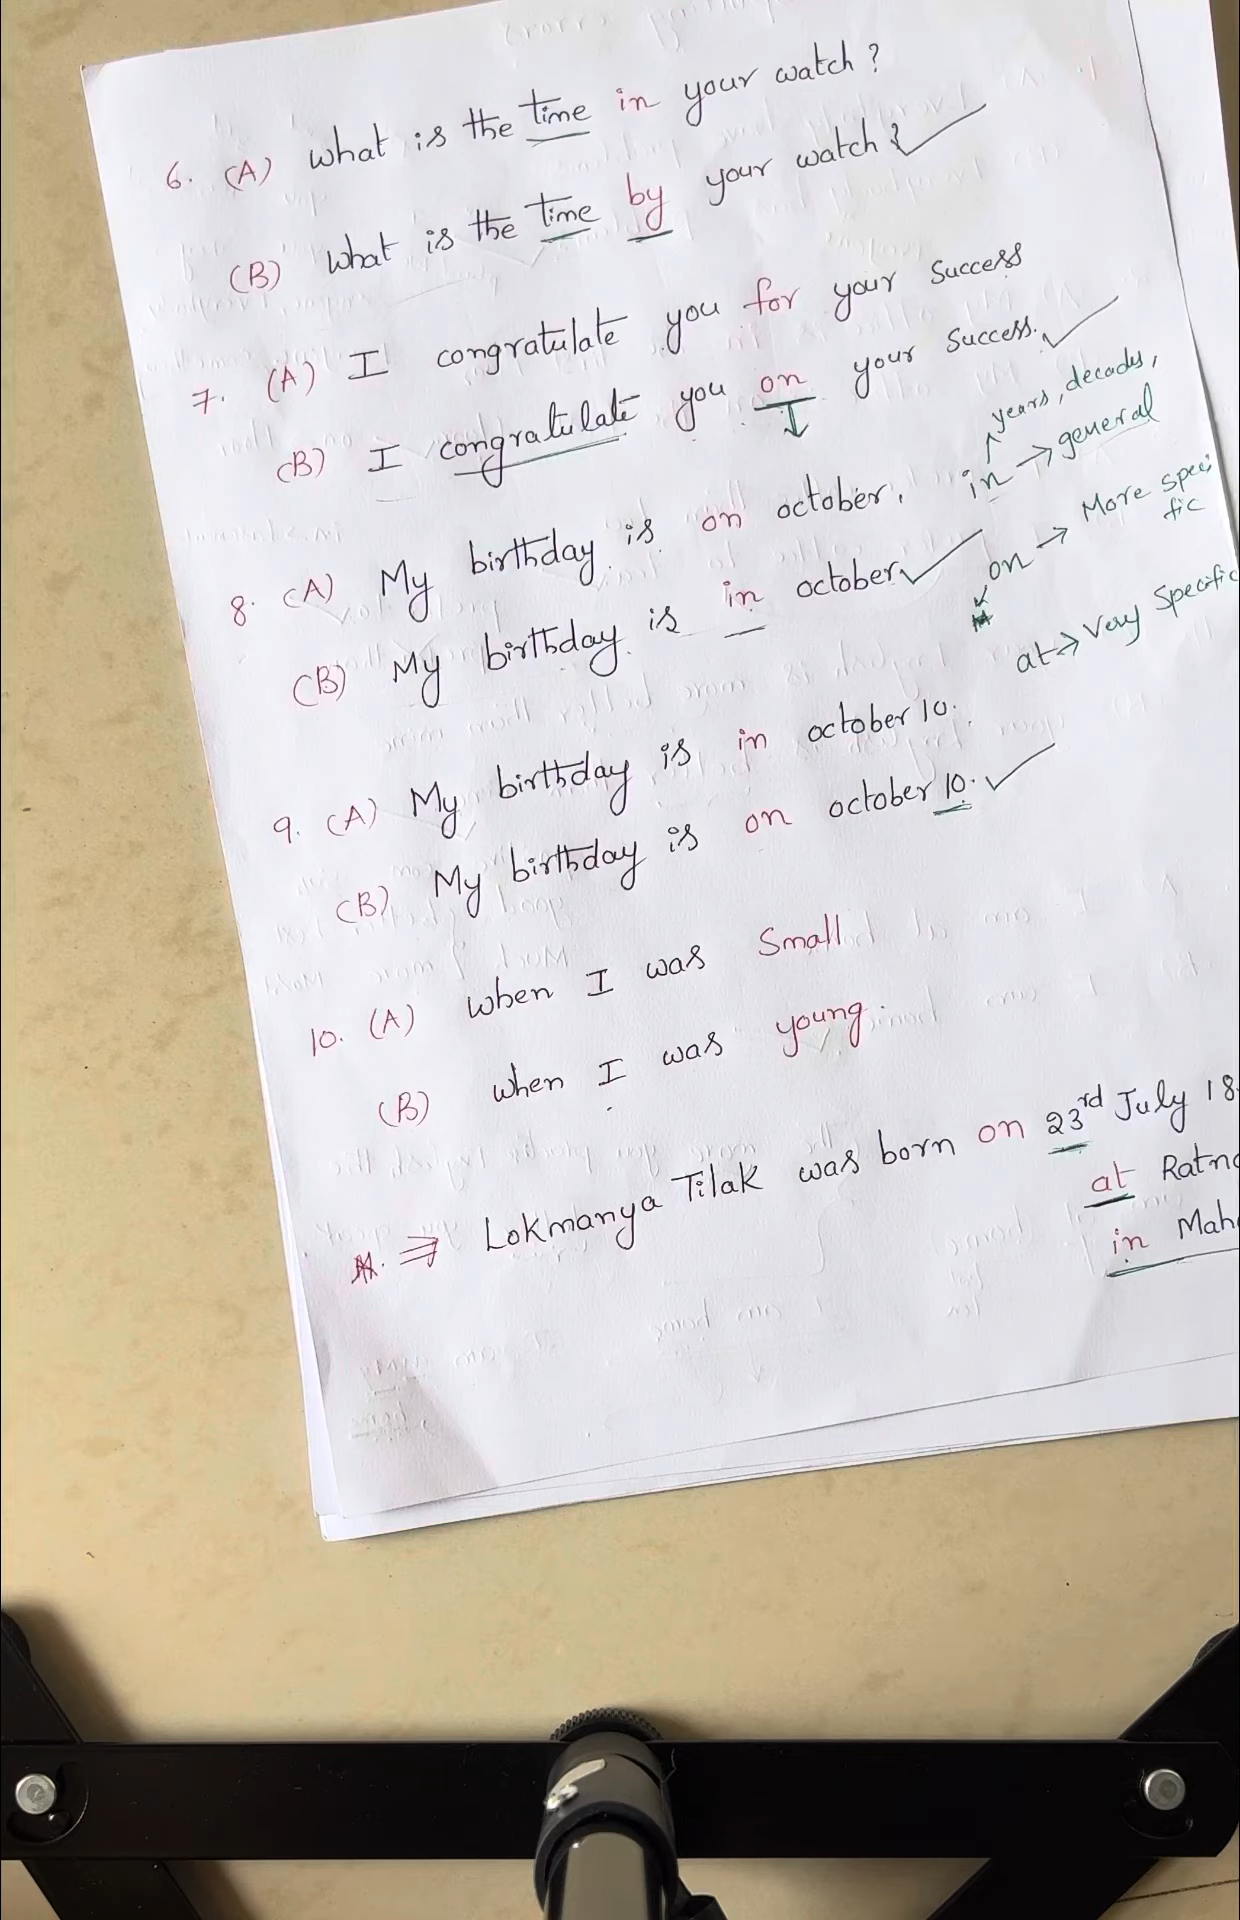 6. (A) what is the time in your watch?
(B) what is the time by your watch?
7. (A) I congratulate you for your success
(B) I congratulate you on your success.
years, decades,
in → general
8. (A) My birthday is on october.
on → More speci
fic
(B) My birthday is in october
at → Very Specific
9. (A) My birthday is in october 10.
(B) My birthday is on october 10.
10. (A) when I was Small
(B) when I was young.
⇒ Lokmanya Tilak was born on 23rd July 18
at Ratna
in Maha